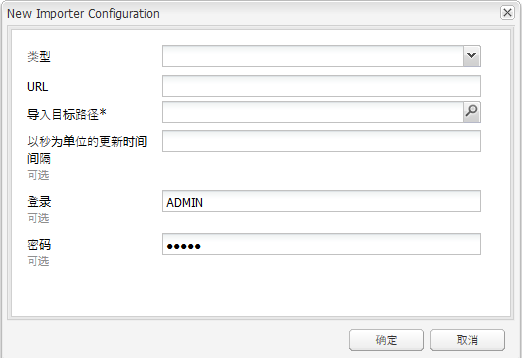 New Importer Configuration
类型
URL
导入目标路径*
以秒为单位的更新时间
间隔
可选
登录
ADMIN
可选
密码
●●●●●
可选
确定
取消